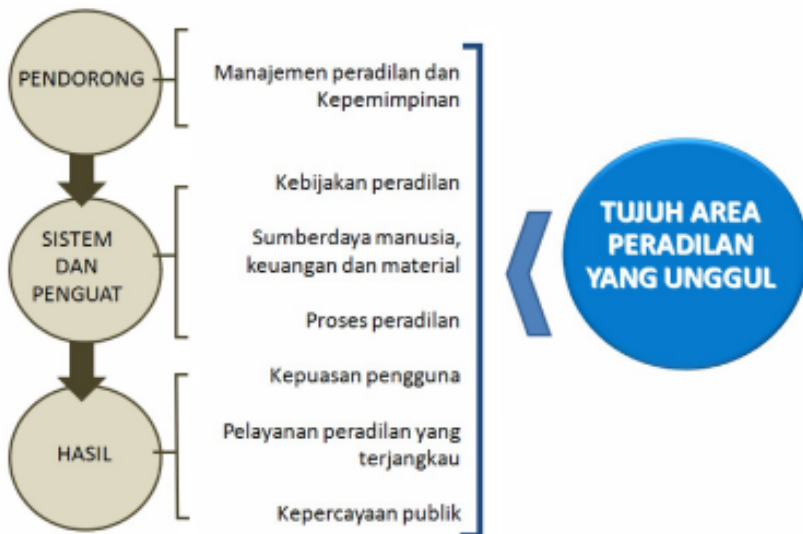 PENDORONG
Manajemen peradilan dan
Kepemimpinan
SISTEM
DAN
PENGUAT
Kebijakan peradilan
Sumberdaya manusia,
keuangan dan material
Proses peradilan
HASIL
Kepuasan pengguna
Pelayanan peradilan yang
terjangkau
Kepercayaan publik
TUJUH AREA
PERADILAN
YANG UNGGUL